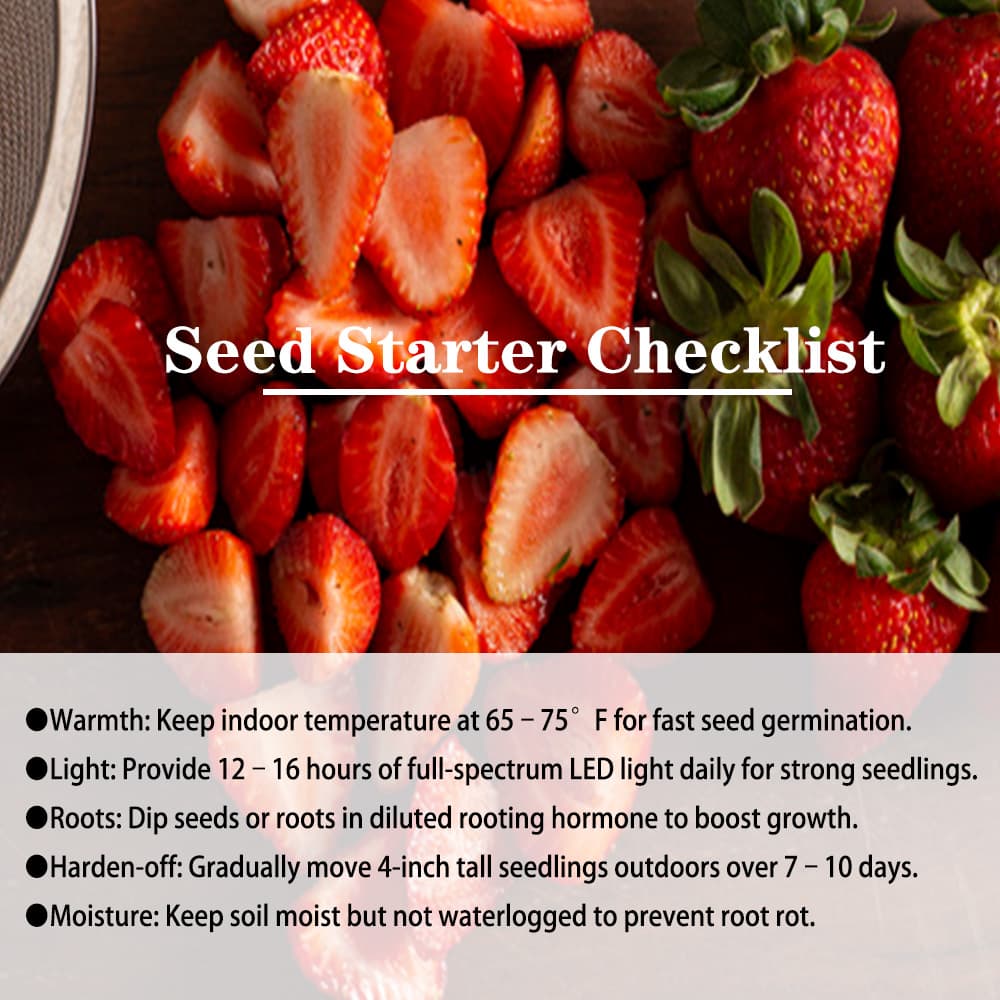 Seed Starter Checklist
●Warmth: Keep indoor temperature at 65 – 75° F for fast seed germination.
●Light: Provide 12 – 16 hours of full-spectrum LED light daily for strong seedlings.
●Roots: Dip seeds or roots in diluted rooting hormone to boost growth.
●Harden-off: Gradually move 4-inch tall seedlings outdoors over 7 – 10 days.
●Moisture: Keep soil moist but not waterlogged to prevent root rot.